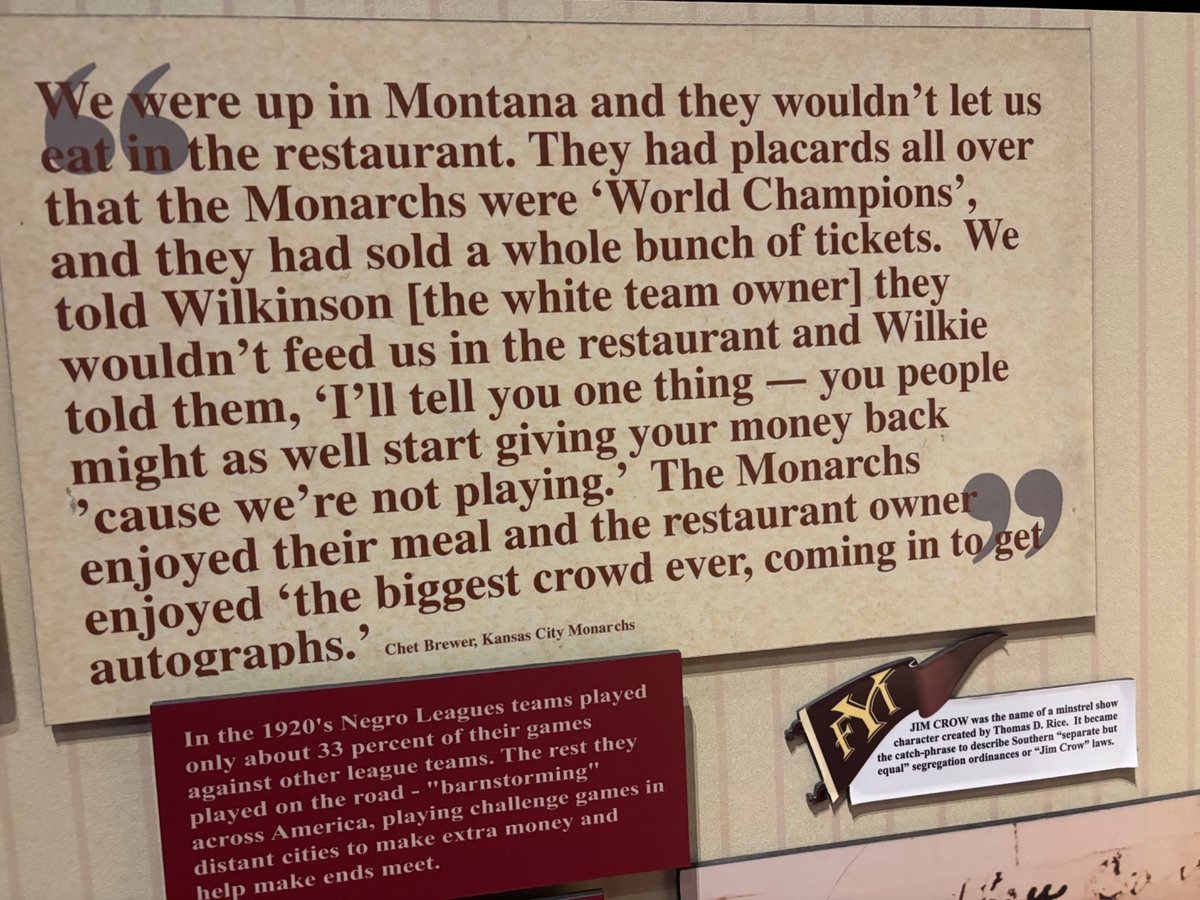 We were up in Montana and they wouldn’t let us
eat in the restaurant. They had placards all over
that the Monarchs were ‘World Champions’,
and they had sold a whole bunch of tickets.  We
told Wilkinson [the white team owner] they
wouldn’t feed us in the restaurant and Wilkie
told them, ‘I’ll tell you one thing — you people
might as well start giving your money back
’cause we’re not playing.’  The Monarchs
enjoyed their meal and the restaurant owner
enjoyed ‘the biggest crowd ever, coming in to get
autographs.’ Chet Brewer, Kansas City Monarchs
In the 1920's Negro Leagues teams played
only about 33 percent of their games
against other league teams. The rest they
played on the road - "barnstorming"
across America, playing challenge games in
distant cities to make extra money and
help make ends meet.
FYI
JIM CROW was the name of a minstrel show
character created by Thomas D. Rice.  It became
the catch-phrase to describe Southern “separate but
equal” segregation ordinances or “Jim Crow” laws.